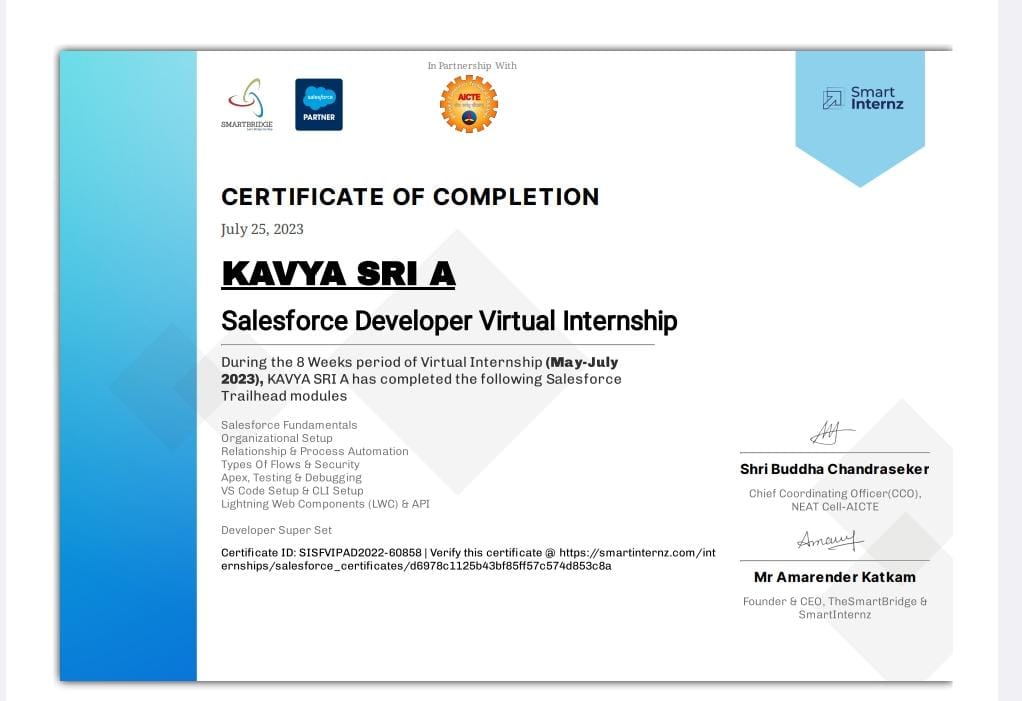 In Partnership With
SMARTBRIDGE
salesforce
PARTNER
AICTE
Smart
Internz
CERTIFICATE OF COMPLETION
July 25, 2023
KAVYA SRI A
Salesforce Developer Virtual Internship
During the 8 Weeks period of Virtual Internship (May-July
2023), KAVYA SRI A has completed the following Salesforce
Trailhead modules
Salesforce Fundamentals
Organizational Setup
Relationship & Process Automation
Types Of Flows & Security
Apex, Testing & Debugging
VS Code Setup & CLI Setup
Lightning Web Components (LWC) & API
Developer Super Set
Certificate ID: SISFVIPAD2022-60858 | Verify this certificate @ https://smartinternz.com/int
ernships/salesforce_certificates/d6978c1125b43bf85ff57c574d853c8a
Shri Buddha Chandraseker
Chief Coordinating Officer(CCO),
NEAT Cell-AICTE
Mr Amarender Katkam
Founder & CEO, TheSmartBridge &
SmartInternz